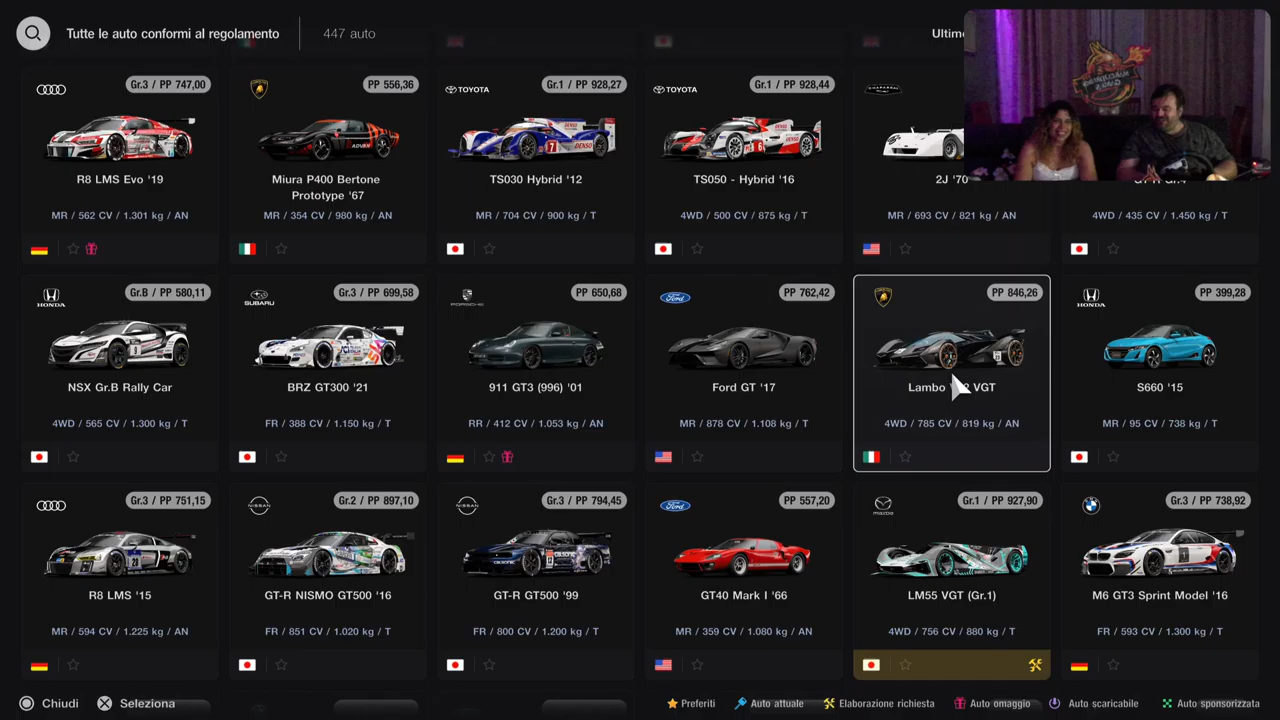 Tutte le auto conformi al regolamento
447 auto
Gr.3 / PP 747,00
R8 LMS Evo '19
MR / 562 CV / 1.301 kg / AN
PP 556,36
Miura P400 Bertone
Prototype '67
MR / 354 CV / 980 kg / AN
TOYOTA
Gr.1 / PP 928,27
TS030 Hybrid '12
MR / 704 CV / 900 kg / T
TOYOTA
Gr.1 / PP 928,44
TS050 - Hybrid '16
4WD / 500 CV / 875 kg / T
2J '70
MR / 693 CV / 821 kg / AN
4WD / 435 CV / 1.450 kg / T
HONDA
Gr.B / PP 580,11
NSX Gr.B Rally Car
4WD / 565 CV / 1.300 kg / T
SUBARU
Gr.3 / PP 699,58
BRZ GT300 '21
FR / 388 CV / 1.150 kg / T
PORSCHE
PP 650,68
911 GT3 (996) '01
RR / 412 CV / 1.053 kg / AN
Ford
PP 762,42
Ford GT '17
MR / 878 CV / 1.108 kg / T
PP 846,26
Lambo VGT
4WD / 785 CV / 819 kg / AN
HONDA
PP 399,28
S660 '15
MR / 95 CV / 738 kg / T
Gr.3 / PP 751,15
R8 LMS '15
MR / 594 CV / 1.225 kg / AN
Gr.2 / PP 897,10
GT-R NISMO GT500 '16
FR / 851 CV / 1.020 kg / T
Gr.3 / PP 794,45
GT-R GT500 '99
FR / 800 CV / 1.200 kg / T
Ford
PP 557,20
GT40 Mark I '66
MR / 359 CV / 1.080 kg / AN
mazda
Gr.1 / PP 927,90
LM55 VGT (Gr.1)
4WD / 756 CV / 880 kg / T
Gr.3 / PP 738,92
M6 GT3 Sprint Model '16
FR / 593 CV / 1.300 kg / T
Chiudi
Seleziona
Preferiti
Auto attuale
Elaborazione richiesta
Auto omaggio
Auto scaricabile
Auto sponsorizzata